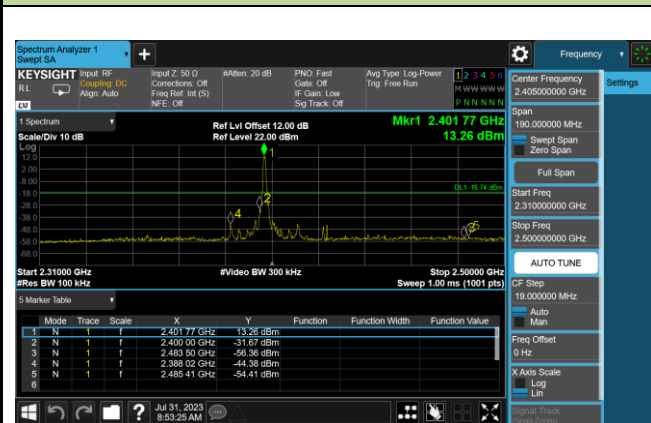 Spectrum Analyzer 1
Swept SA
+
Frequency
KEYSIGHT
RL
Input: RF
Coupling: DC
Align: Auto
Input Z: 50 Ω
Corrections: Off
Freq Ref: Int (S)
NFE: Off
#Atten: 20 dB
PNO: Fast
Gate: Off
IF Gain: Low
Sig Track: Off
Avg Type: Log-Power
Trig: Free Run
1 2 3 4 5 6
M W W W W W
P N N N N N
1 Spectrum
Scale/Div 10 dB
Ref Lvl Offset 12.00 dB
Ref Level 22.00 dBm
Mkr1 2.401 77 GHz
13.26 dBm
Log
12.0
2.00
-8.00
-18.0
-28.0
-38.0
-48.0
-58.0
-68.0
1
2
4
3
5
DL1 -16.74 dBm
Start 2.31000 GHz
#Res BW 100 kHz
#Video BW 300 kHz
Stop 2.50000 GHz
Sweep 1.00 ms (1001 pts)
5 Marker Table
Mode Trace Scale X Y Function Function Width Function Value
1 N 1 f 2.401 77 GHz 13.26 dBm
2 N 1 f 2.400 00 GHz -31.67 dBm
3 N 1 f 2.483 50 GHz -56.36 dBm
4 N 1 f 2.388 02 GHz -44.38 dBm
5 N 1 f 2.485 41 GHz -54.41 dBm
6
?
Jul 31, 2023
8:53:25 AM
Settings
Center Frequency
2.405000000 GHz
Span
190.000000 MHz
Swept Span
Zero Span
Full Span
Start Freq
2.310000000 GHz
Stop Freq
2.500000000 GHz
AUTO TUNE
CF Step
19.000000 MHz
Auto
Man
Freq Offset
0 Hz
X Axis Scale
Log
Lin
Signal Track
(Span Zoom)